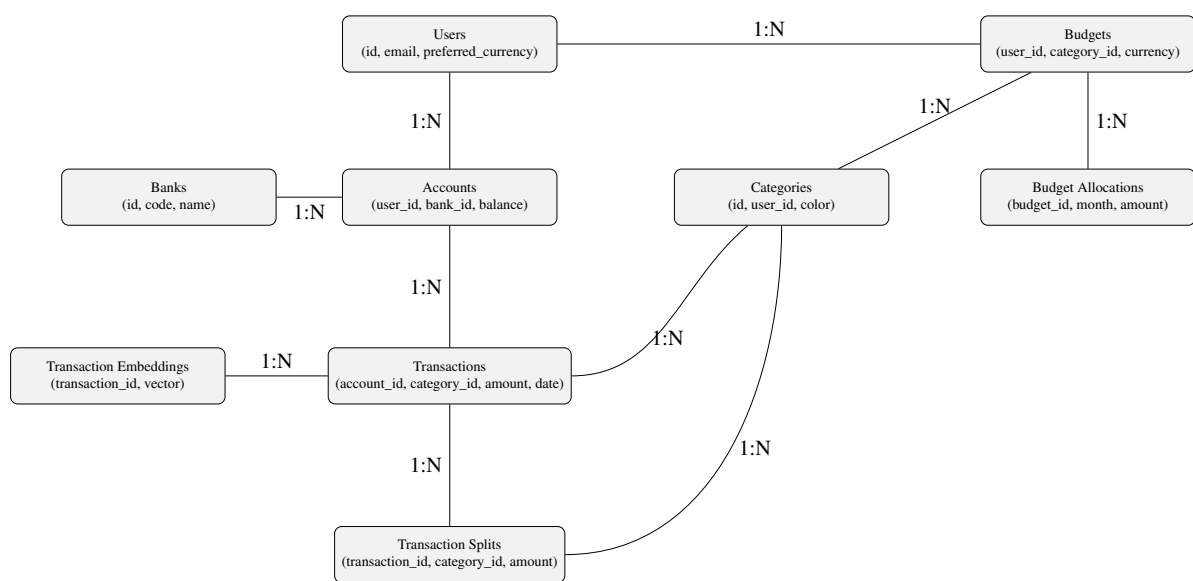 Users
(id, email, preferred_currency)
1:N
Budgets
(user_id, category_id, currency)
1:N
1:N
1:N
Banks
(id, code, name)
1:N
Accounts
(user_id, bank_id, balance)
Categories
(id, user_id, color)
Budget Allocations
(budget_id, month, amount)
1:N
1:N
Transaction Embeddings
(transaction_id, vector)
1:N
Transactions
(account_id, category_id, amount, date)
1:N
1:N
Transaction Splits
(transaction_id, category_id, amount)